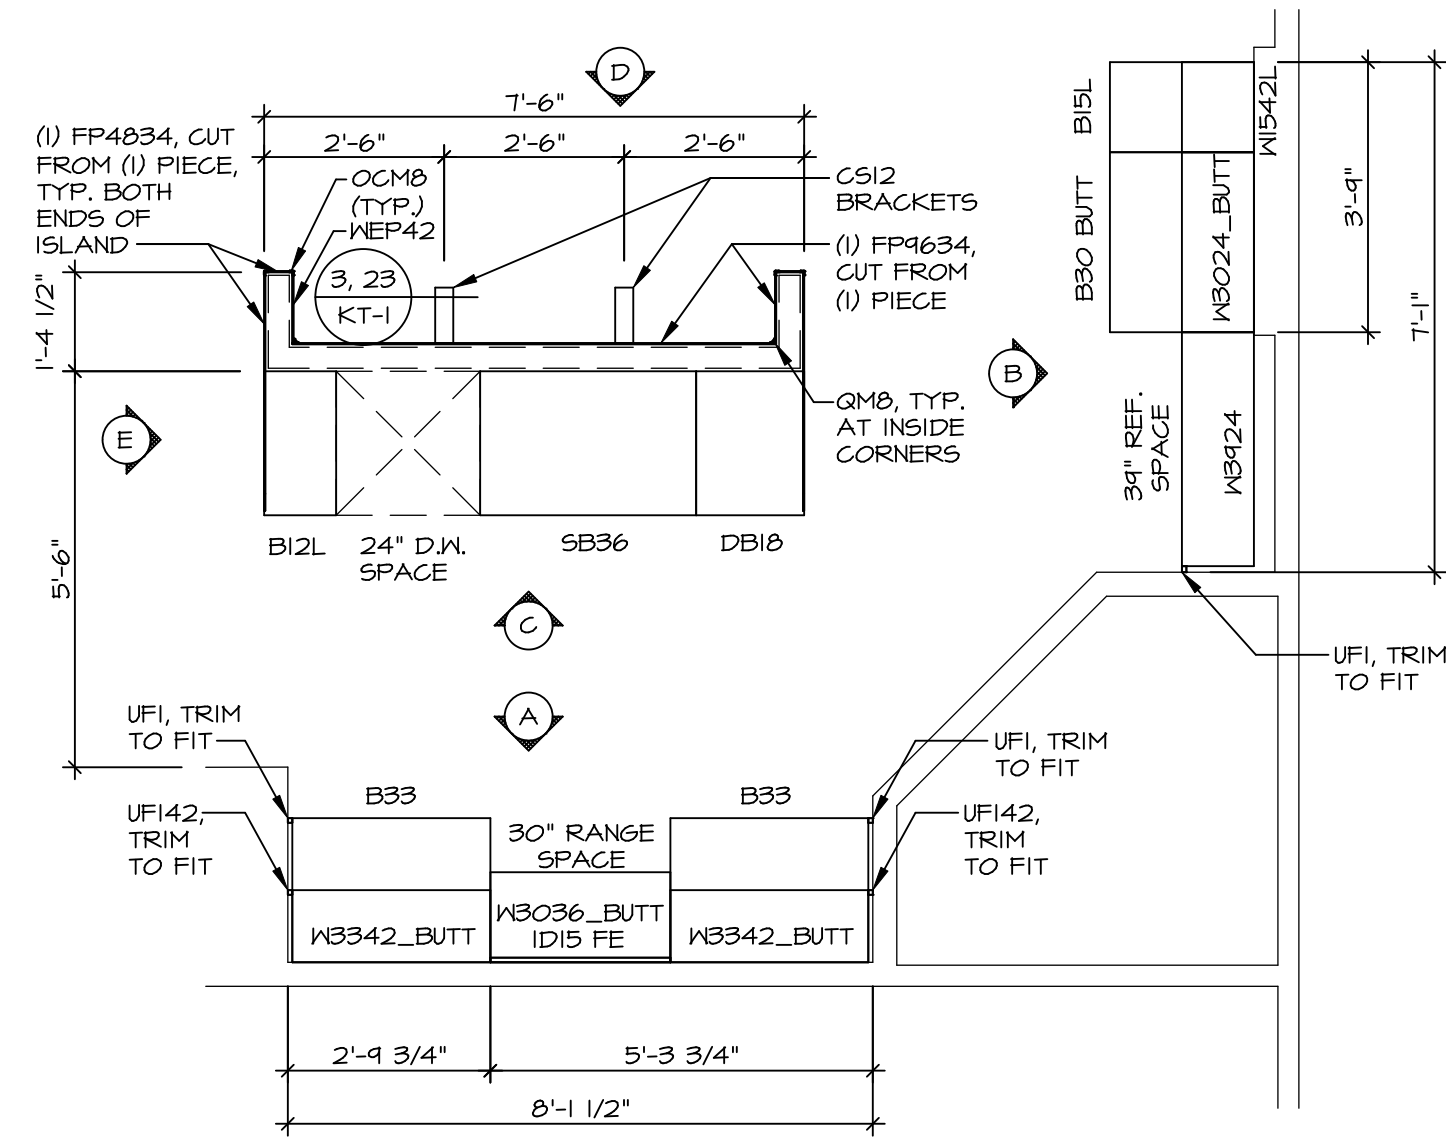 D
7'-6"
2'-6"
2'-6"
2'-6"
(1) FP4834, CUT
FROM (1) PIECE,
TYP. BOTH
ENDS OF
ISLAND
OCM8
(TYP.)
WEP42
3, 23
KT-1
CS12
BRACKETS
(1) FP9634,
CUT FROM
(1) PIECE
QM8, TYP.
AT INSIDE
CORNERS
1'-4 1/2"
5'-6"
E
B12L
24" D.W.
SPACE
SB36
DB18
C
A
B
B15L
W1542L
B30 BUTT
W3024_BUTT
39" REF.
SPACE
W3924
3'-9"
7'-1"
UF1, TRIM
TO FIT
UF1, TRIM
TO FIT
UF142,
TRIM
TO FIT
B33
30" RANGE
SPACE
B33
UF1, TRIM
TO FIT
UF142,
TRIM
TO FIT
W3342_BUTT
W3036_BUTT
1D15 FE
W3342_BUTT
2'-9 3/4"
5'-3 3/4"
8'-1 1/2"